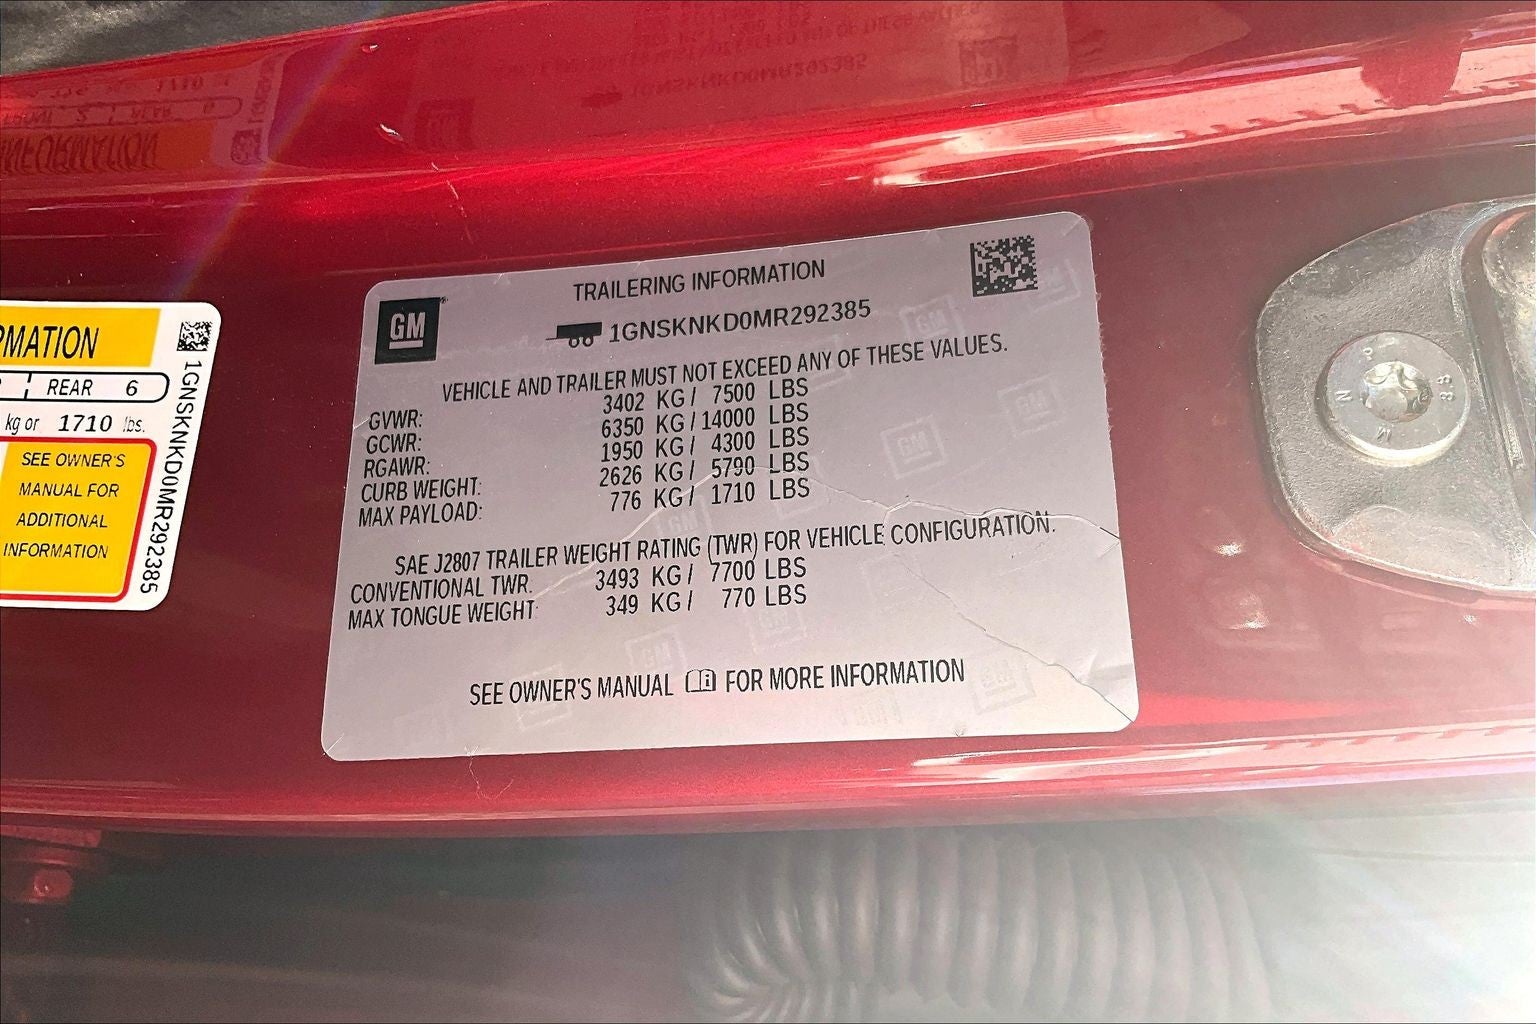 RMATION
REAR 6
kg or 1710 lbs.
SEE OWNER'S
MANUAL FOR
ADDITIONAL
INFORMATION
1GNSKNKD0MR292385
GM
TRAILERING INFORMATION
1GNSKNKD0MR292385
VEHICLE AND TRAILER MUST NOT EXCEED ANY OF THESE VALUES.
GVWR: 3402 KG / 7500 LBS
GCWR: 6350 KG / 14000 LBS
RGAWR: 1950 KG / 4300 LBS
CURB WEIGHT: 2626 KG / 5790 LBS
MAX PAYLOAD: 776 KG / 1710 LBS
SAE J2807 TRAILER WEIGHT RATING (TWR) FOR VEHICLE CONFIGURATION.
CONVENTIONAL TWR. 3493 KG / 7700 LBS
MAX TONGUE WEIGHT: 349 KG / 770 LBS
SEE OWNER'S MANUAL FOR MORE INFORMATION